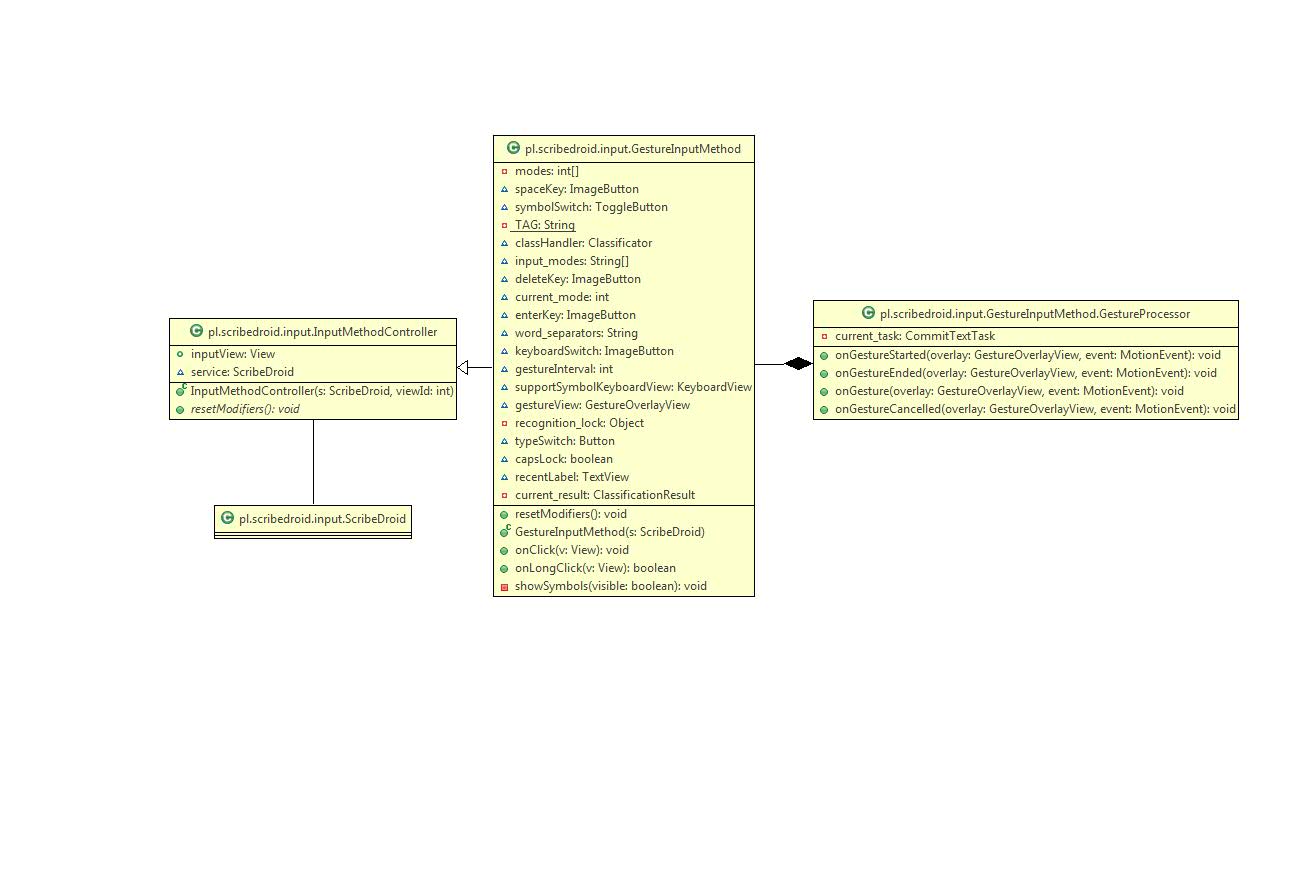 pl.scribedroid.input.InputMethodController
inputView: View
service: ScribeDroid
InputMethodController(s: ScribeDroid, viewId: int)
resetModifiers(): void
pl.scribedroid.input.ScribeDroid
pl.scribedroid.input.GestureInputMethod
modes: int[]
spaceKey: ImageButton
symbolSwitch: ToggleButton
TAG: String
classHandler: Classificator
input_modes: String[]
deleteKey: ImageButton
current_mode: int
enterKey: ImageButton
word_separators: String
keyboardSwitch: ImageButton
gestureInterval: int
supportSymbolKeyboardView: KeyboardView
gestureView: GestureOverlayView
recognition_lock: Object
typeSwitch: Button
capsLock: boolean
recentLabel: TextView
current_result: ClassificationResult
resetModifiers(): void
GestureInputMethod(s: ScribeDroid)
onClick(v: View): void
onLongClick(v: View): boolean
showSymbols(visible: boolean): void
pl.scribedroid.input.GestureInputMethod.GestureProcessor
current_task: CommitTextTask
onGestureStarted(overlay: GestureOverlayView, event: MotionEvent): void
onGestureEnded(overlay: GestureOverlayView, event: MotionEvent): void
onGesture(overlay: GestureOverlayView, event: MotionEvent): void
onGestureCancelled(overlay: GestureOverlayView, event: MotionEvent): void